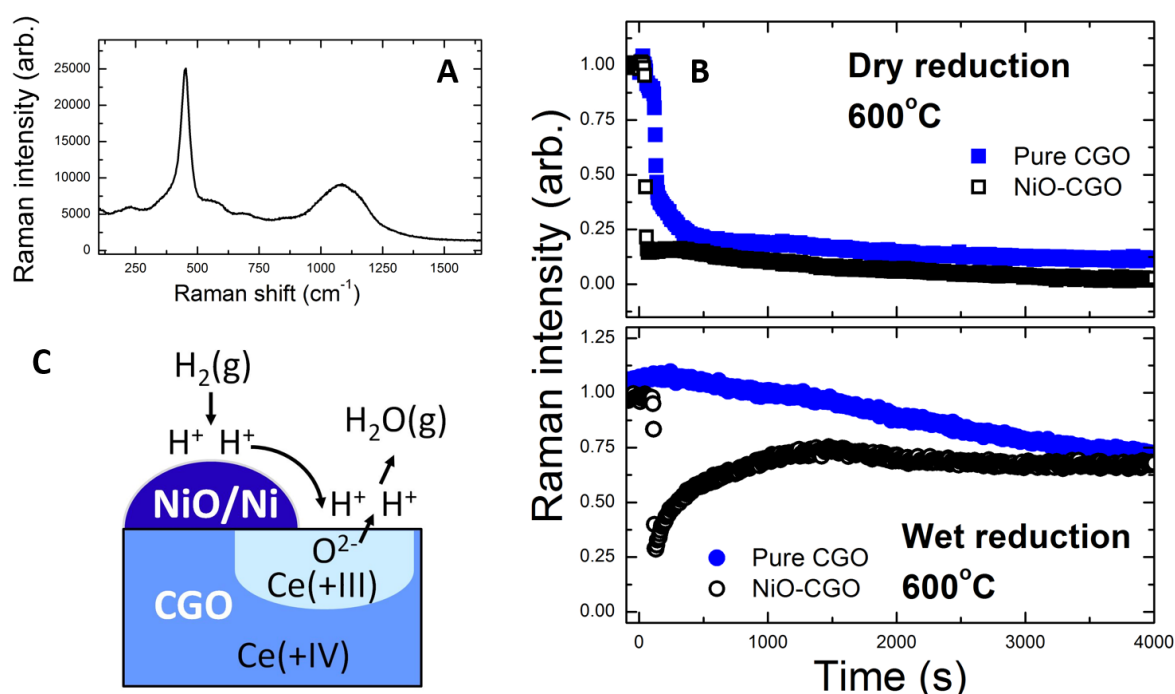 A
Raman intensity (arb.)
25000
20000
15000
10000
5000
0
250 500 750 1000 1250 1500
Raman shift (cm⁻¹)
B
Dry reduction
600°C
Pure CGO
NiO-CGO
1.00
0.75
0.50
0.25
0.00
Raman intensity (arb.)
1.25
1.00
0.75
0.50
0.25
0.00
Pure CGO
NiO-CGO
Wet reduction
600°C
0 1000 2000 3000 4000
Time (s)
C
H₂(g)
H⁺ H⁺
H₂O(g)
NiO/Ni
H⁺ H⁺
O²⁻
Ce(+III)
CGO
Ce(+IV)